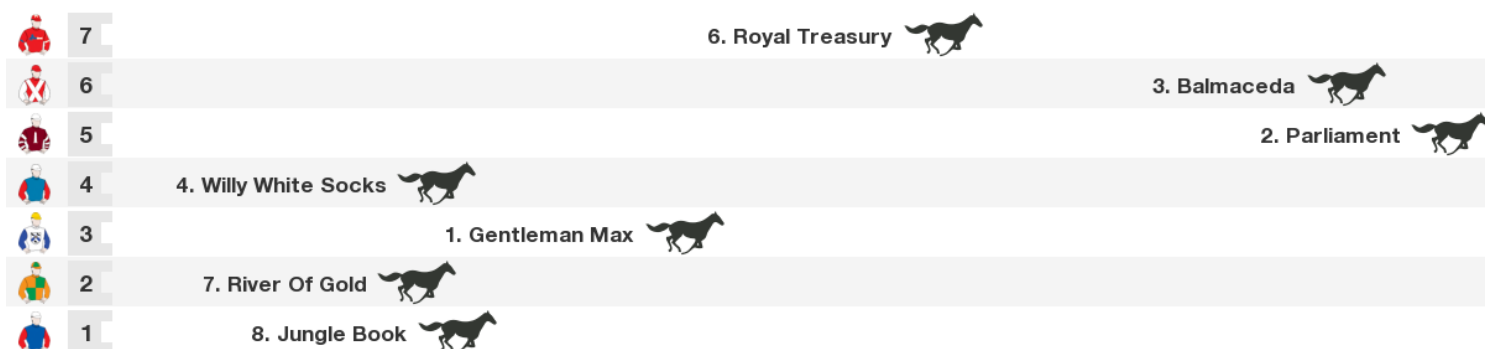 7 6. Royal Treasury
6 3. Balmaceda
5 2. Parliament
4 4. Willy White Socks
3 1. Gentleman Max
2 7. River Of Gold
1 8. Jungle Book